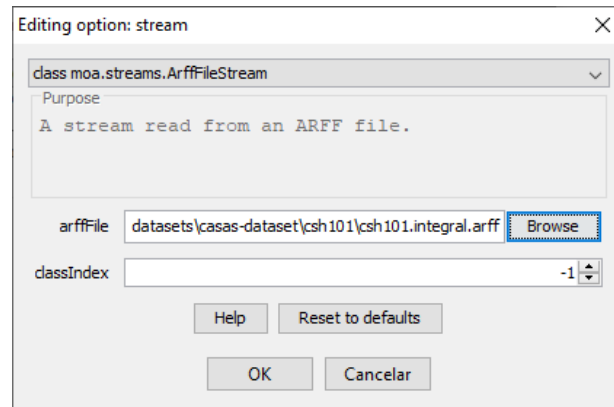 Editing option: stream
class moa.streams.ArffFileStream
Purpose
A stream read from an ARFF file.
arffFile datasets\casas-dataset\csh101\csh101.integral.arff Browse
classIndex -1
Help Reset to defaults
OK Cancelar